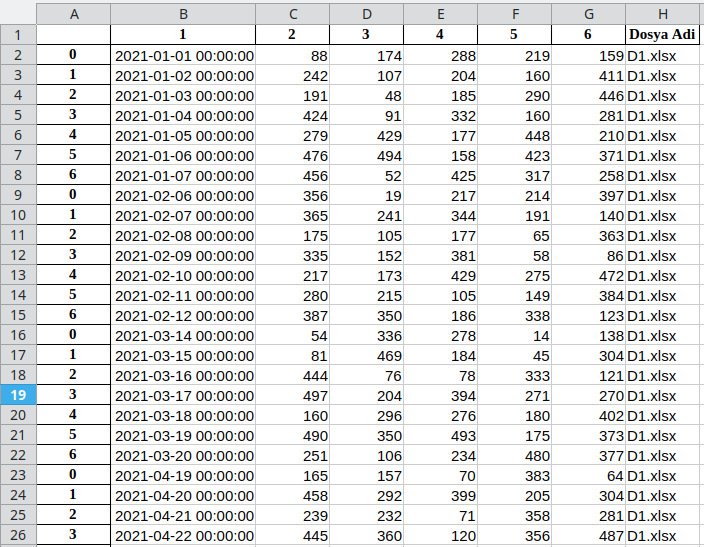 A B C D E F G H
1 1 2 3 4 5 6 Dosya Adi
2 0 2021-01-01 00:00:00 88 174 288 219 159 D1.xlsx
3 1 2021-01-02 00:00:00 242 107 204 160 411 D1.xlsx
4 2 2021-01-03 00:00:00 191 48 185 290 446 D1.xlsx
5 3 2021-01-04 00:00:00 424 91 332 160 281 D1.xlsx
6 4 2021-01-05 00:00:00 279 429 177 448 210 D1.xlsx
7 5 2021-01-06 00:00:00 476 494 158 423 371 D1.xlsx
8 6 2021-01-07 00:00:00 456 52 425 317 258 D1.xlsx
9 0 2021-02-06 00:00:00 356 19 217 214 397 D1.xlsx
10 1 2021-02-07 00:00:00 365 241 344 191 140 D1.xlsx
11 2 2021-02-08 00:00:00 175 105 177 65 363 D1.xlsx
12 3 2021-02-09 00:00:00 335 152 381 58 86 D1.xlsx
13 4 2021-02-10 00:00:00 217 173 429 275 472 D1.xlsx
14 5 2021-02-11 00:00:00 280 215 105 149 384 D1.xlsx
15 6 2021-02-12 00:00:00 387 350 186 338 123 D1.xlsx
16 0 2021-03-14 00:00:00 54 336 278 14 138 D1.xlsx
17 1 2021-03-15 00:00:00 81 469 184 45 304 D1.xlsx
18 2 2021-03-16 00:00:00 444 76 78 333 121 D1.xlsx
19 3 2021-03-17 00:00:00 497 204 394 271 270 D1.xlsx
20 4 2021-03-18 00:00:00 160 296 276 180 402 D1.xlsx
21 5 2021-03-19 00:00:00 490 350 493 175 373 D1.xlsx
22 6 2021-03-20 00:00:00 251 106 234 480 377 D1.xlsx
23 0 2021-04-19 00:00:00 165 157 70 383 64 D1.xlsx
24 1 2021-04-20 00:00:00 458 292 399 205 304 D1.xlsx
25 2 2021-04-21 00:00:00 239 232 71 358 281 D1.xlsx
26 3 2021-04-22 00:00:00 445 360 120 356 487 D1.xlsx